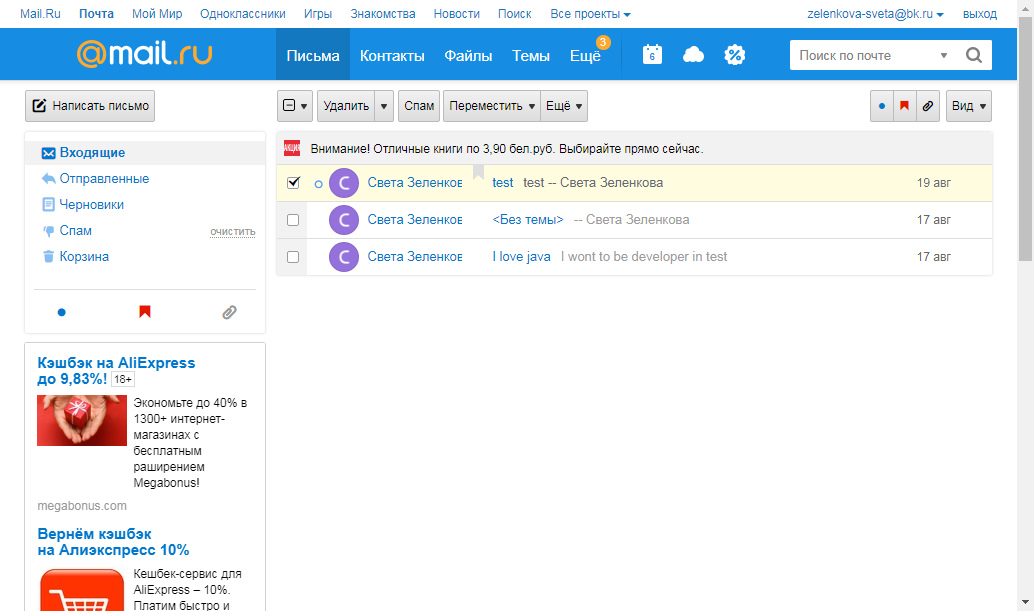 Mail.Ru Почта Мой Мир Одноклассники Игры Знакомства Новости Поиск Все проекты zelenkova-sveta@bk.ru выход
@mail.ru Письма Контакты Файлы Темы Ещё 3 6 Поиск по почте
Написать письмо Удалить Спам Переместить Ещё Вид
Входящие
Отправленные
Черновики
Спам очистить
Корзина
АКЦИЯ Внимание! Отличные книги по 3,90 бел.руб. Выбирайте прямо сейчас.
С Света Зеленков test test -- Света Зеленкова 19 авг
С Света Зеленков <Без темы> -- Света Зеленкова 17 авг
С Света Зеленков I love java I wont to be developer in test 17 авг
Кэшбэк на AliExpress
до 9,83%! 18+
Экономьте до 40% в
1300+ интернет-
магазинах с
бесплатным
раширением
Megabonus!
megabonus.com
Вернём кэшбэк
на Алиэкспресс 10%
Кешбек-сервис для
AliExpress – 10%.
Платим быстро и